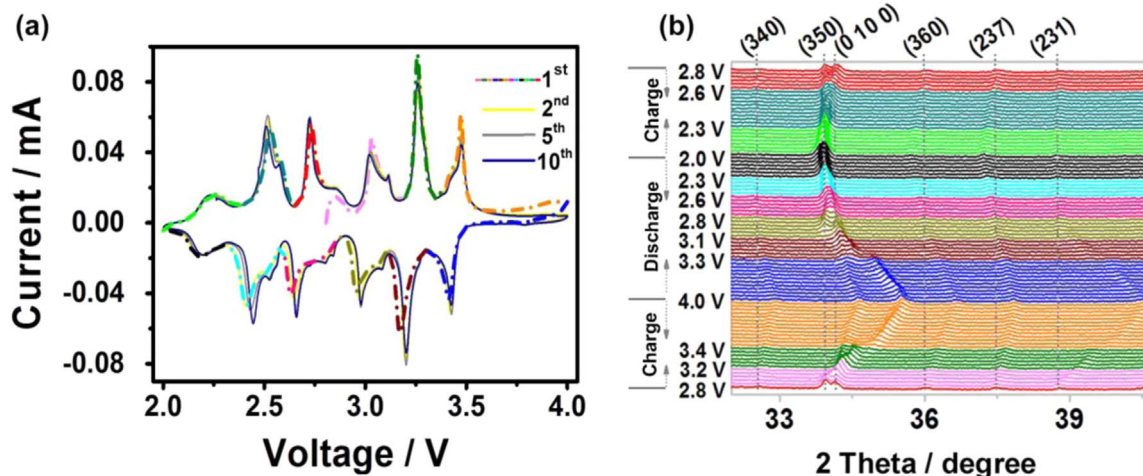 (a)
Current / mA
0.08
0.04
0.00
-0.04
-0.08
1st
2nd
5th
10th
2.0 2.5 3.0 3.5 4.0
Voltage / V
(b)
(340) (350) (0 10 0) (360) (237) (231)
Charge
Discharge
Charge
2.8 V
2.6 V
2.3 V
2.0 V
2.3 V
2.6 V
2.8 V
3.1 V
3.3 V
4.0 V
3.4 V
3.2 V
2.8 V
33 36 39
2 Theta / degree